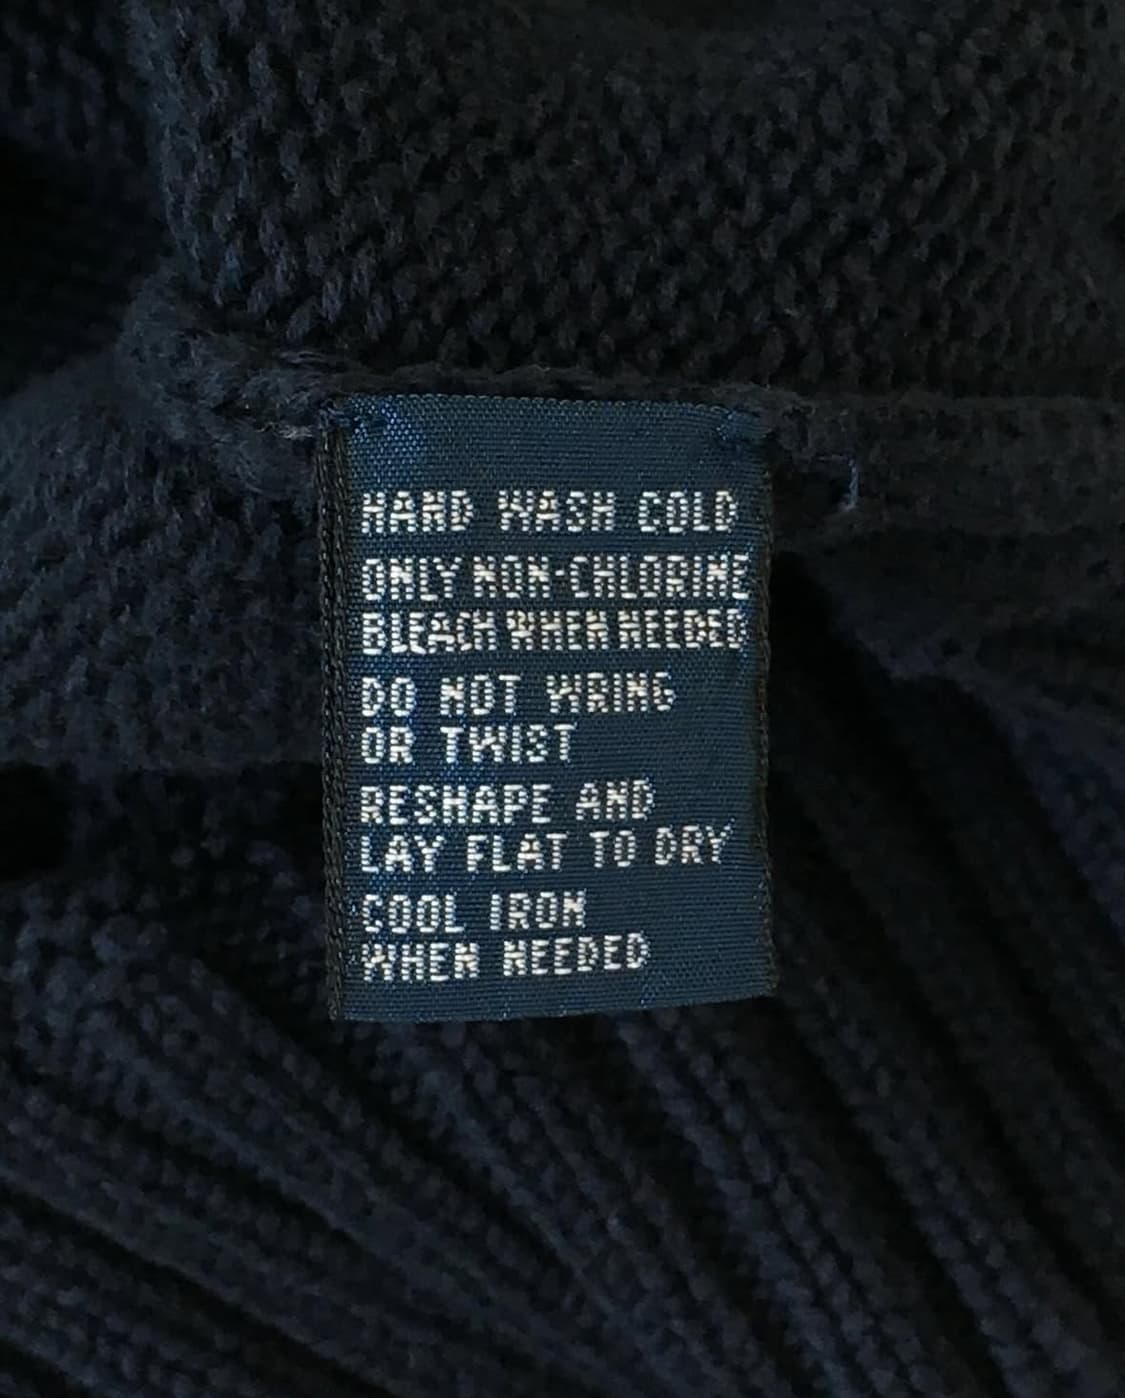 HAND WASH COLD
ONLY NON-CHLORINE
BLEACH WHEN NEEDED
DO NOT WRING
OR TWIST
RESHAPE AND
LAY FLAT TO DRY
COOL IRON
WHEN NEEDED